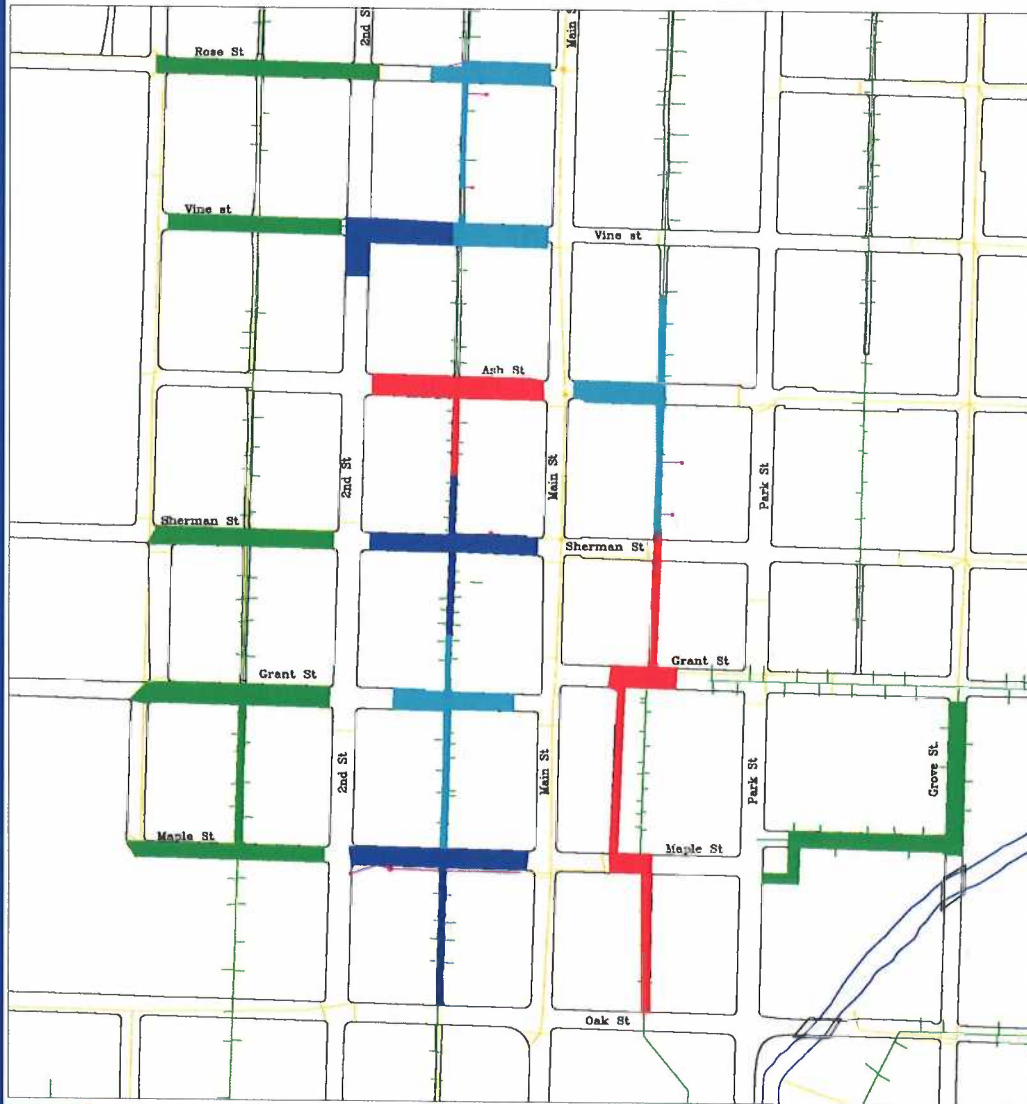 2nd St
Main S
Rose St
Vine st
Vine st
Ash St
2nd St
Main St
Park St
Sherman St
Sherman St
Grant St
Grant St
2nd St
Main St
Park St
Grove St.
Maple St
Maple St
Oak St